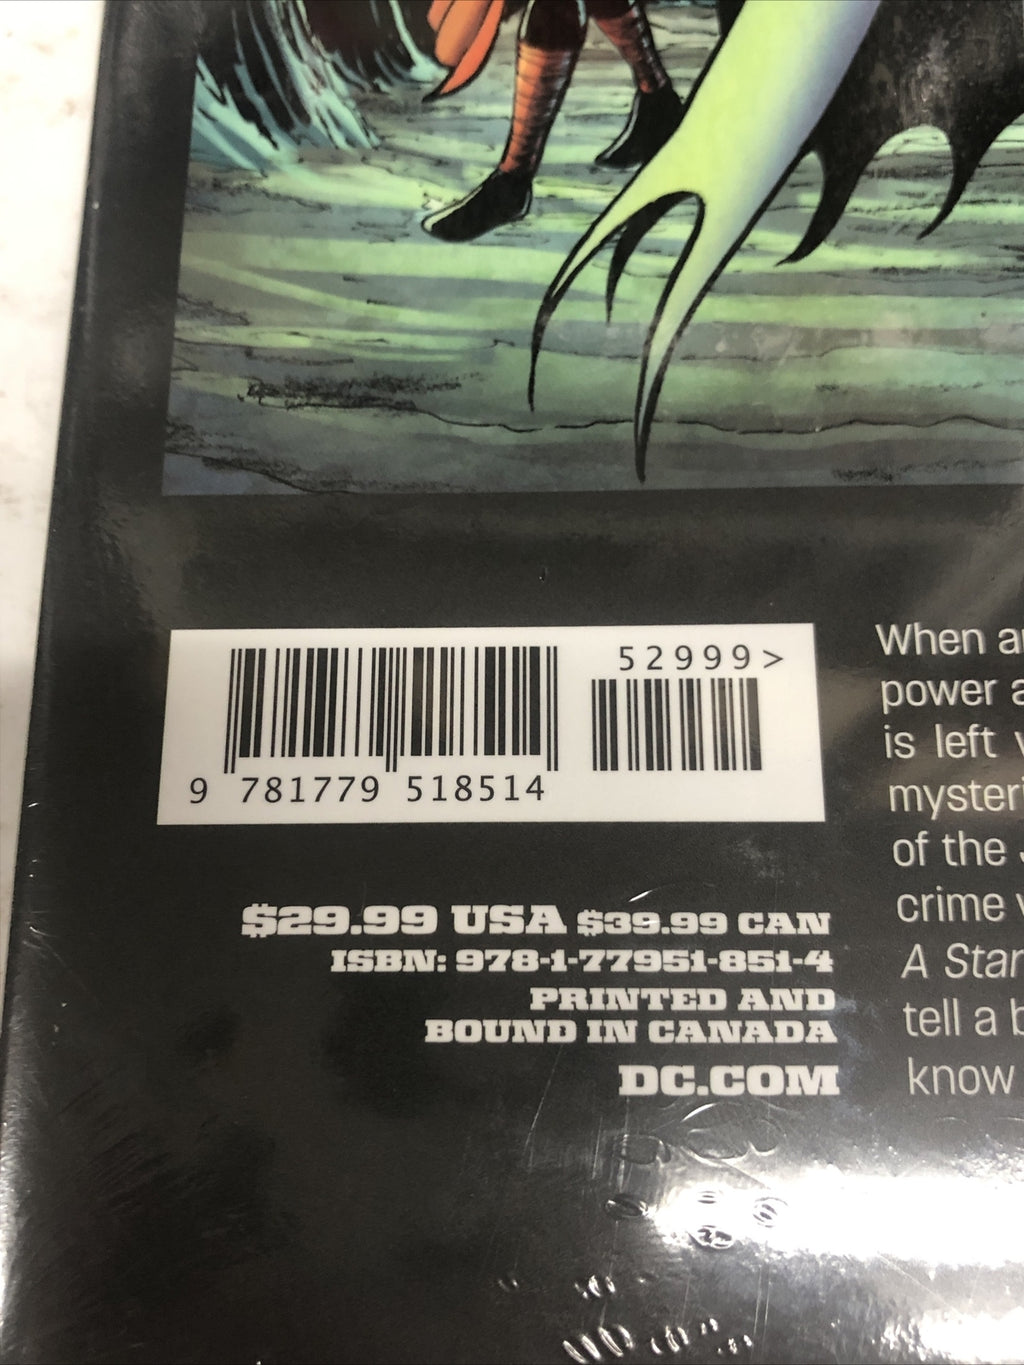 52999>
9 781779 518514
$29.99 USA $39.99 CAN
ISBN: 978-1-77951-851-4
PRINTED AND
BOUND IN CANADA
DC.COM
When
power
is left
mysteri
of the
crime
A Star
tell a b
know